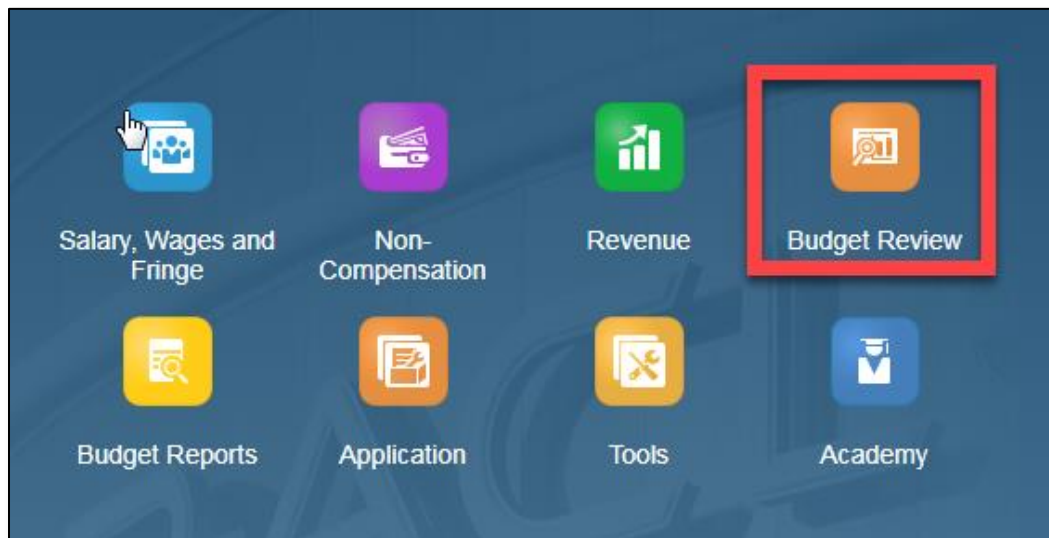 Salary, Wages and
Fringe
Non-
Compensation
Revenue
Budget Review
Budget Reports
Application
Tools
Academy